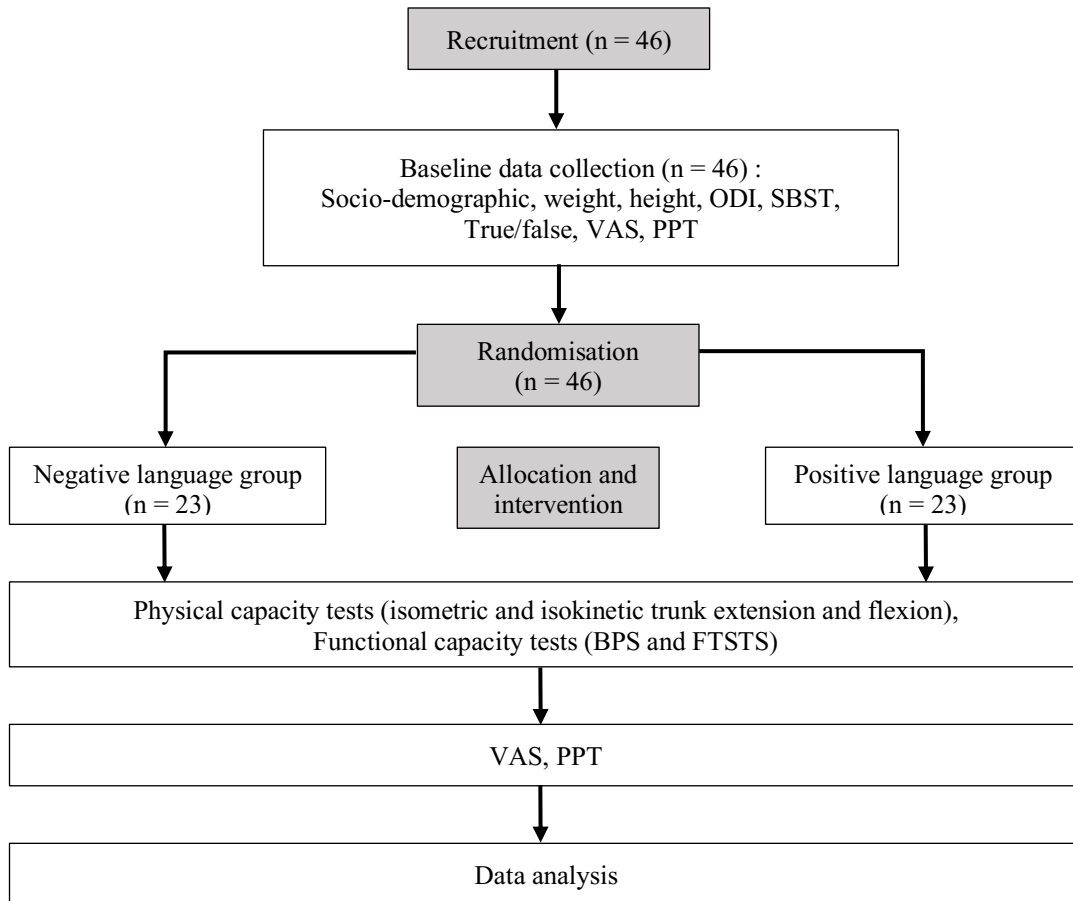 Recruitment (n = 46)
Baseline data collection (n = 46) :
Socio-demographic, weight, height, ODI, SBST,
True/false, VAS, PPT
Randomisation
(n = 46)
Negative language group
(n = 23)
Allocation and
intervention
Positive language group
(n = 23)
Physical capacity tests (isometric and isokinetic trunk extension and flexion),
Functional capacity tests (BPS and FTSTS)
VAS, PPT
Data analysis